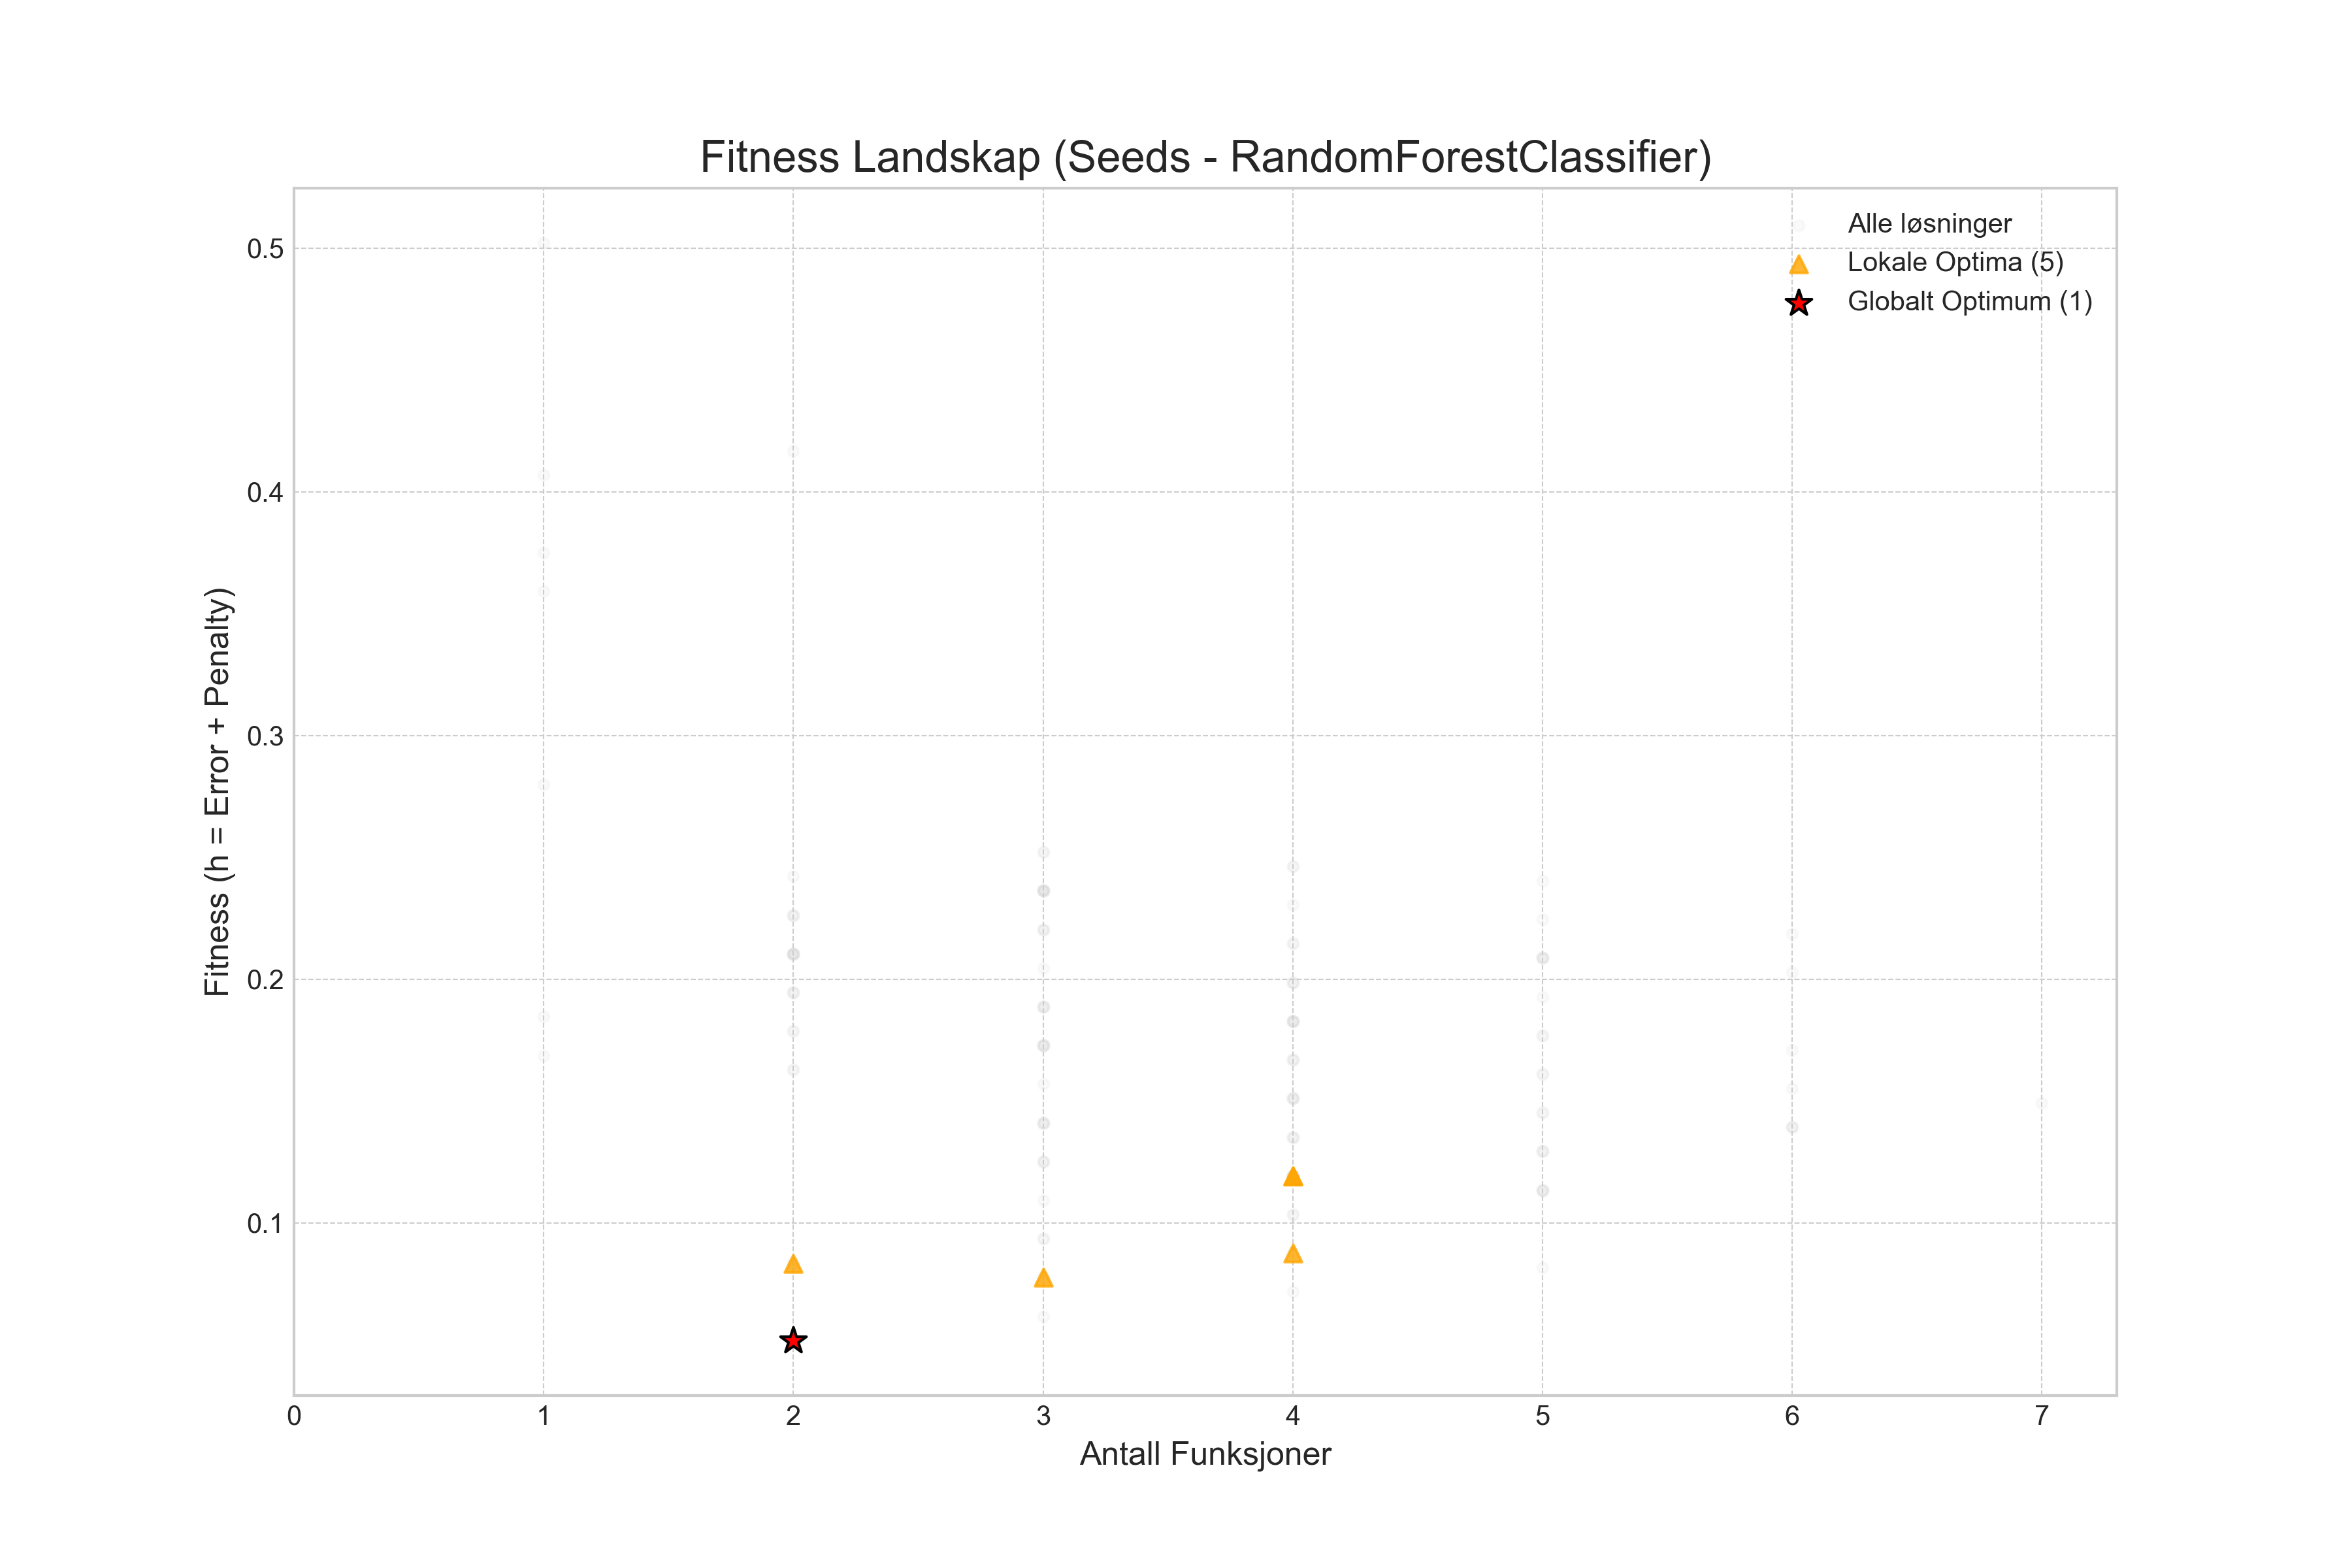 Fitness Landskap (Seeds - RandomForestClassifier)
Alle løsninger
Lokale Optima (5)
Globalt Optimum (1)
Fitness (h = Error + Penalty)
0.5
0.4
0.3
0.2
0.1
0 1 2 3 4 5 6 7
Antall Funksjoner